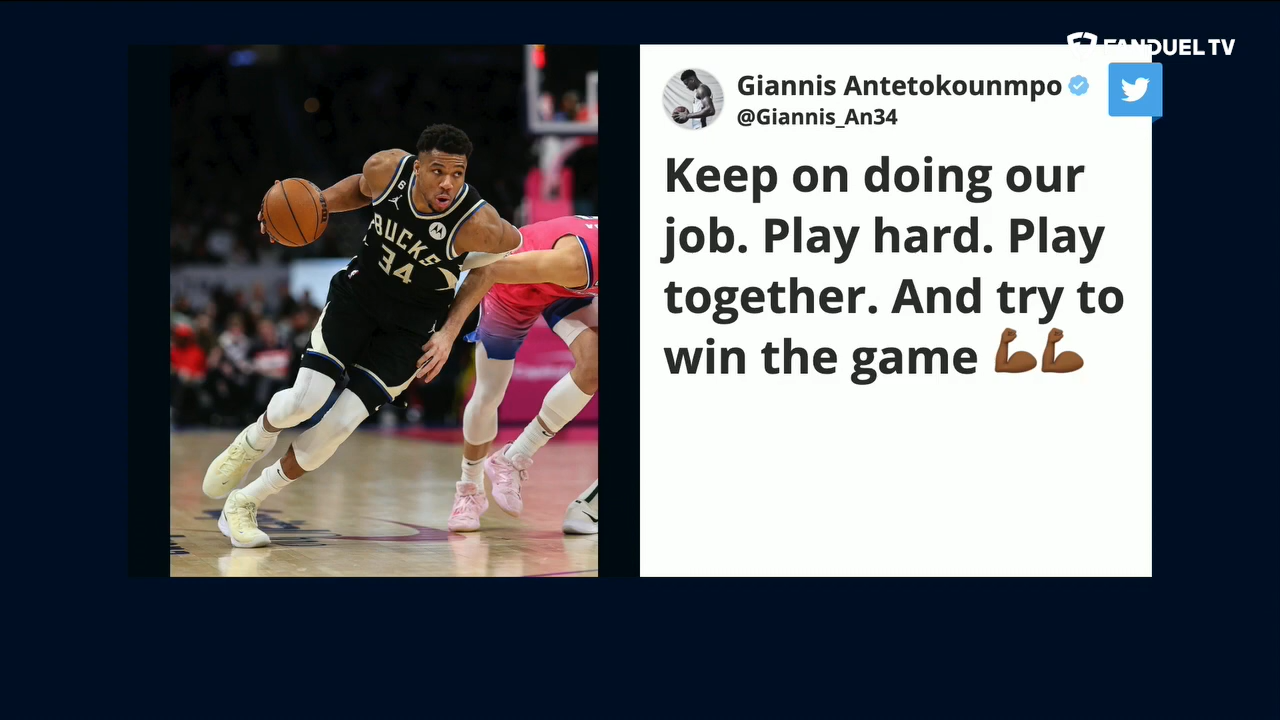 FANDUEL TV
Giannis Antetokounmpo
@Giannis_An34
Keep on doing our
job. Play hard. Play
together. And try to
win the game 💪🏾💪🏾
6
BUCKS
34